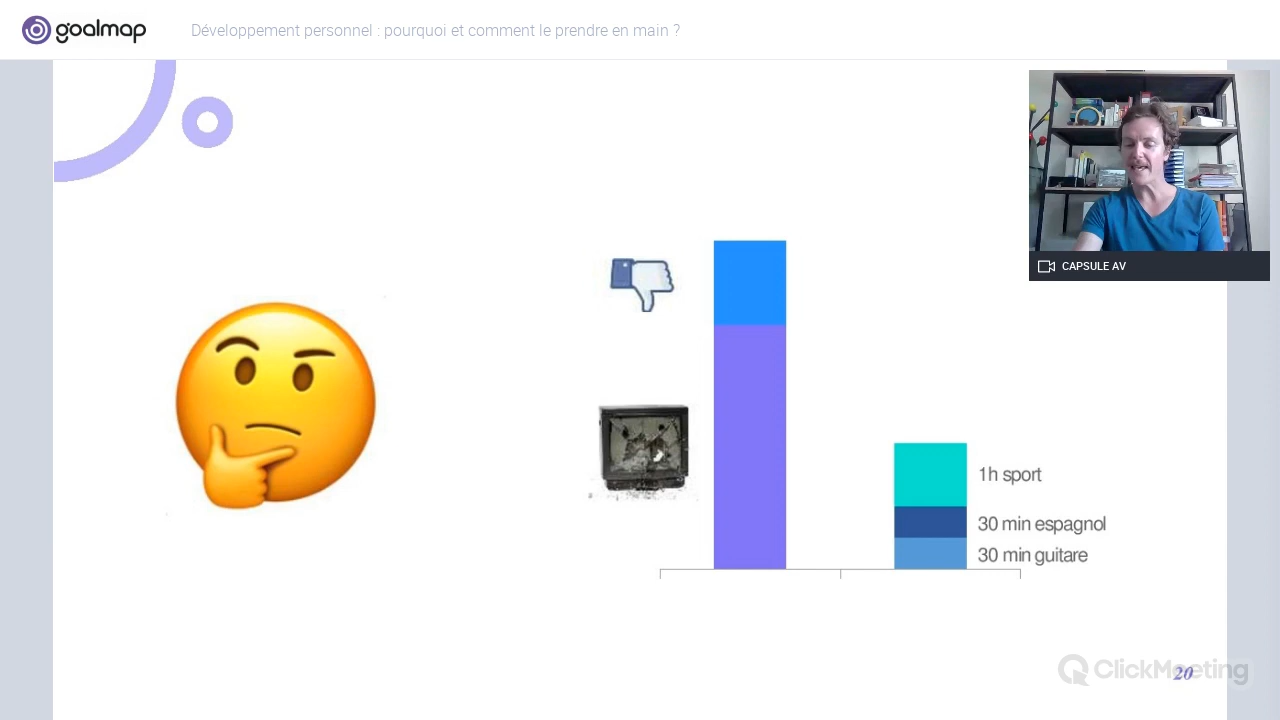 goalmap
Développement personnel : pourquoi et comment le prendre en main ?
CAPSULE AV
1h sport
30 min espagnol
30 min guitare
ClickMeeting
20